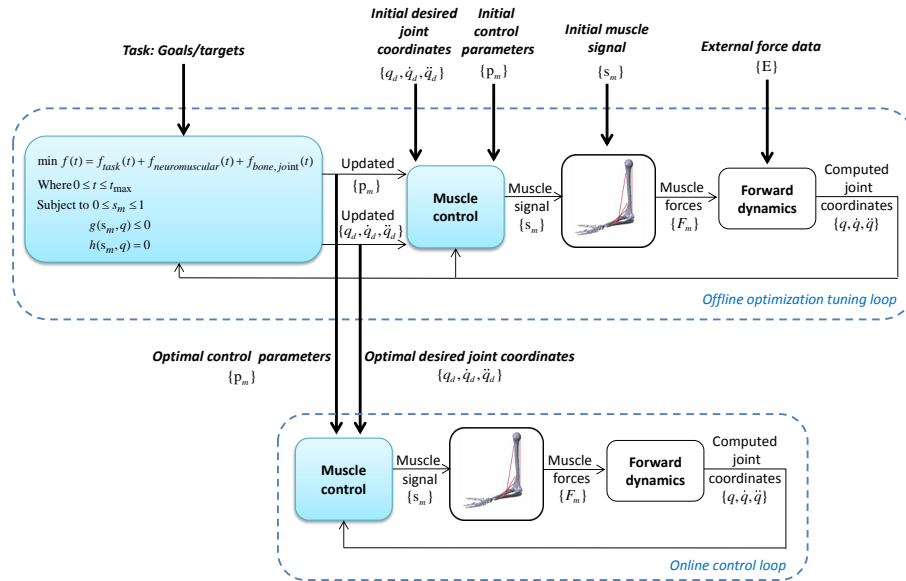 Task: Goals/targets
Initial desired
joint
coordinates
{q_d, q̇_d, q̈_d}
Initial
control
parameters
{p_m}
Initial muscle
signal
{s_m}
External force data
{E}
min f(t) = f_task(t) + f_neuromuscular(t) + f_bone, joint(t)
Where 0 ≤ t ≤ t_max
Subject to 0 ≤ s_m ≤ 1
g(s_m, q) ≤ 0
h(s_m, q) = 0
Updated
{p_m}
Updated
{q_d, q̇_d, q̈_d}
Muscle
control
Muscle
signal
{s_m}
Muscle
forces
{F_m}
Forward
dynamics
Computed
joint
coordinates
{q, q̇, q̈}
Offline optimization tuning loop
Optimal control parameters
{p_m}
Optimal desired joint coordinates
{q_d, q̇_d, q̈_d}
Muscle
control
Muscle
signal
{s_m}
Muscle
forces
{F_m}
Forward
dynamics
Computed
joint
coordinates
{q, q̇, q̈}
Online control loop